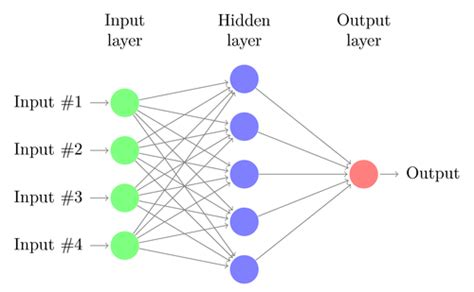 Input
layer
Hidden
layer
Output
layer
Input #1
Input #2
Input #3
Input #4
Output